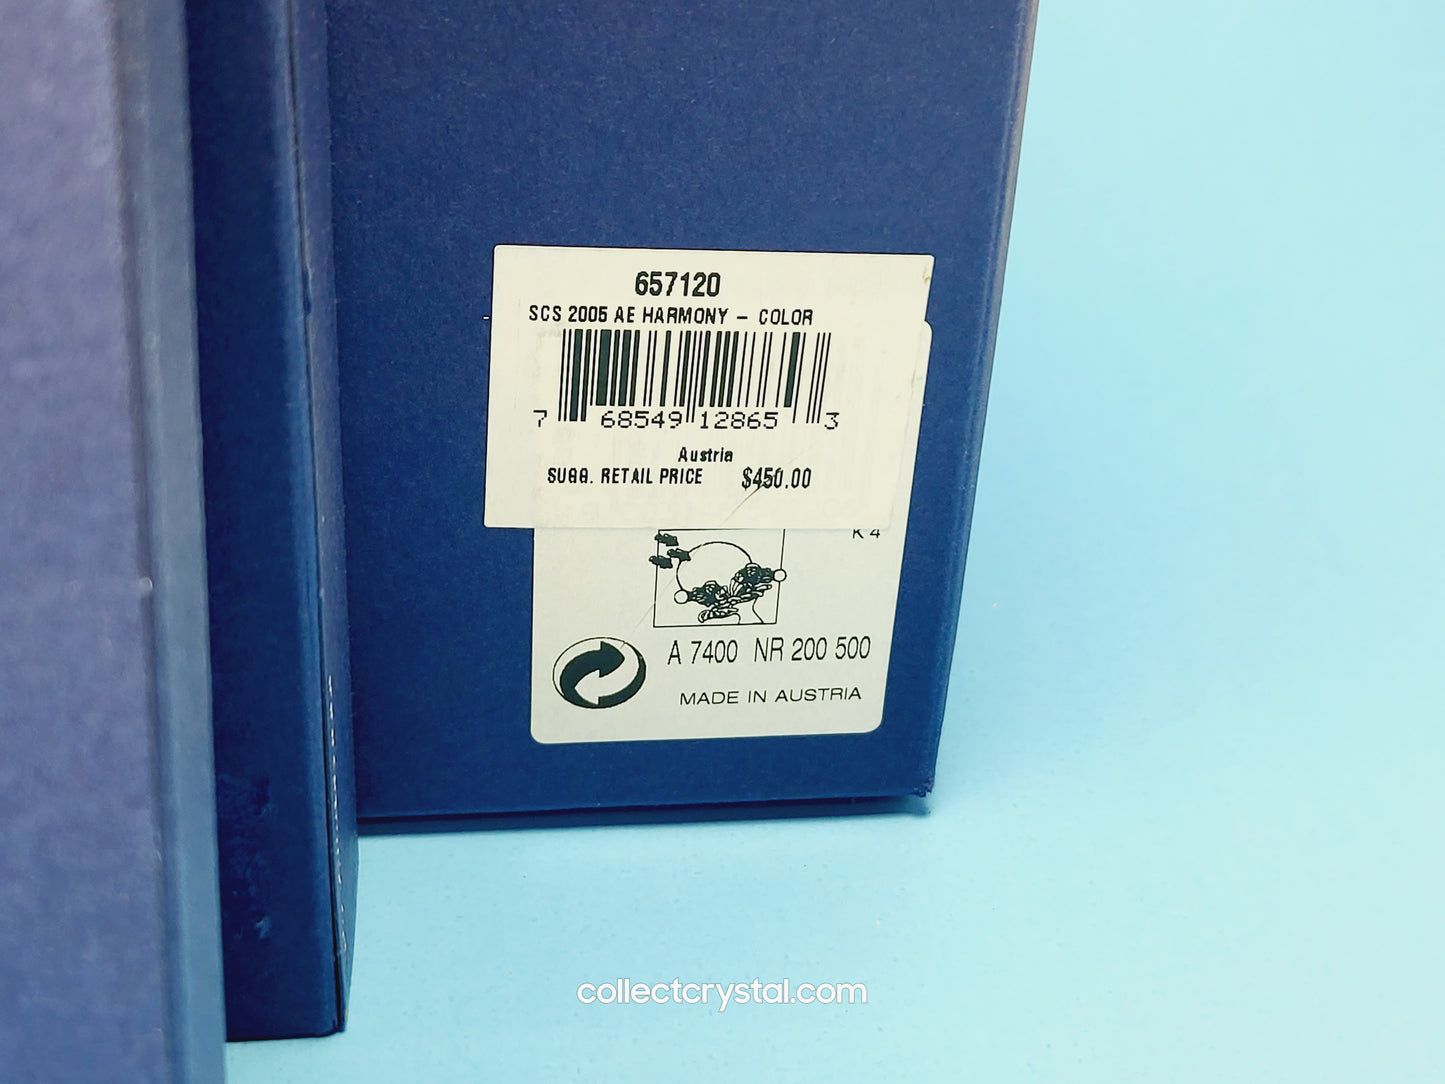 657120
SCS 2005 AE HARMONY - COLOR
7 68549 12865 3
Austria
SUGG. RETAIL PRICE $450.00
K 4
A 7400 NR 200 500
MADE IN AUSTRIA
collectcrystal.com